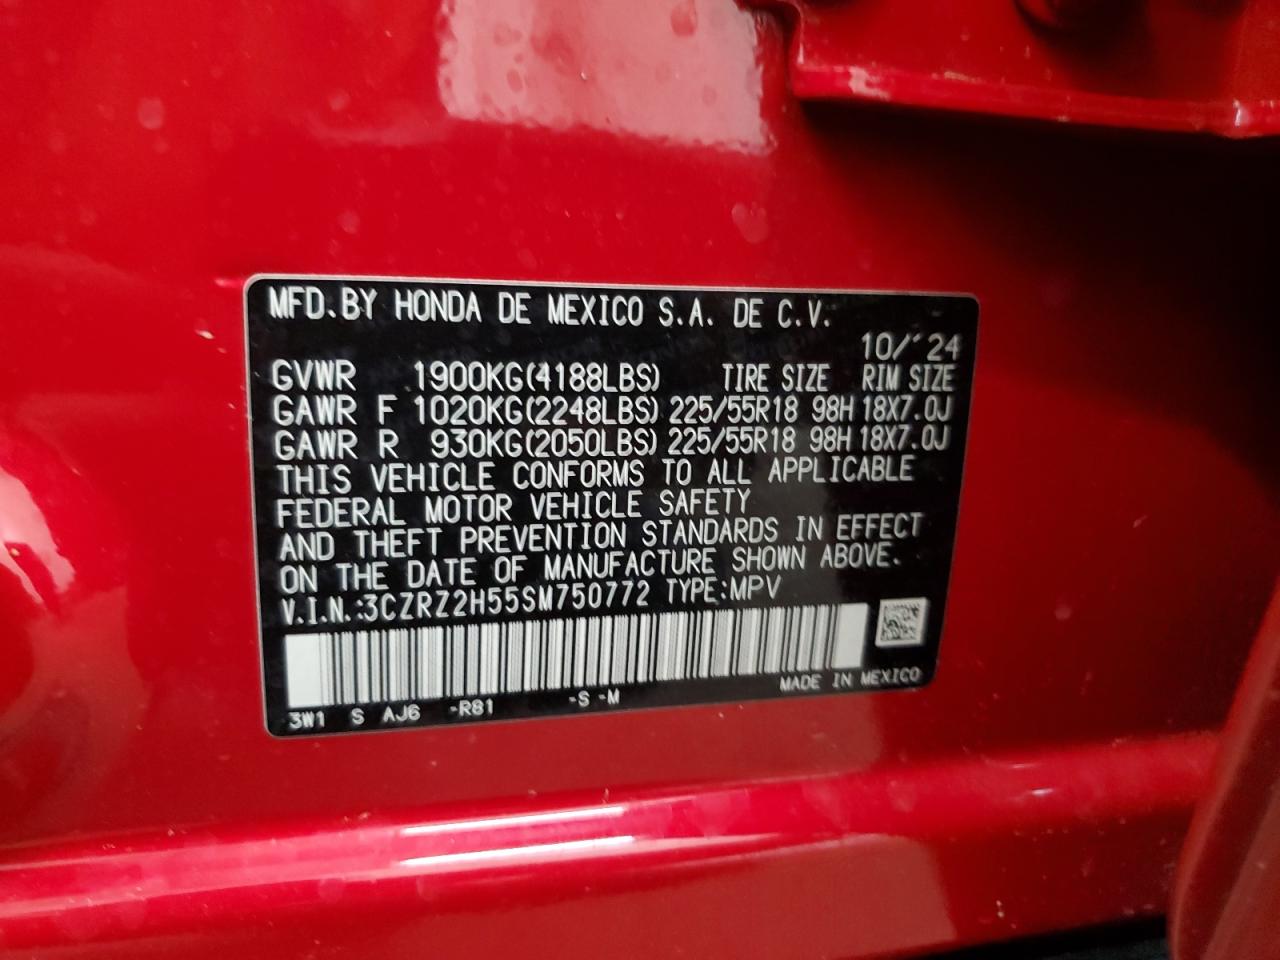 MFD.BY HONDA DE MEXICO S.A. DE C.V.
10/'24
GVWR 1900KG(4188LBS) TIRE SIZE RIM SIZE
GAWR F 1020KG(2248LBS) 225/55R18 98H 18X7.0J
GAWR R 930KG(2050LBS) 225/55R18 98H 18X7.0J
THIS VEHICLE CONFORMS TO ALL APPLICABLE
FEDERAL MOTOR VEHICLE SAFETY
AND THEFT PREVENTION STANDARDS IN EFFECT
ON THE DATE OF MANUFACTURE SHOWN ABOVE.
V.I.N.:3CZRZ2H55SM750772 TYPE:MPV
3W1 S AJ6 -R81 -S -M MADE IN MEXICO